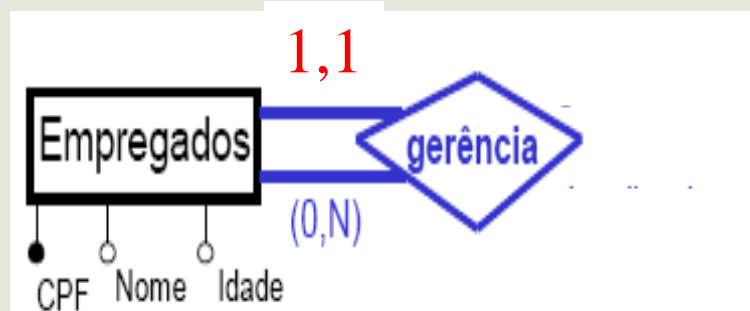 1,1
Empregados
gerência
(0,N)
CPF Nome Idade